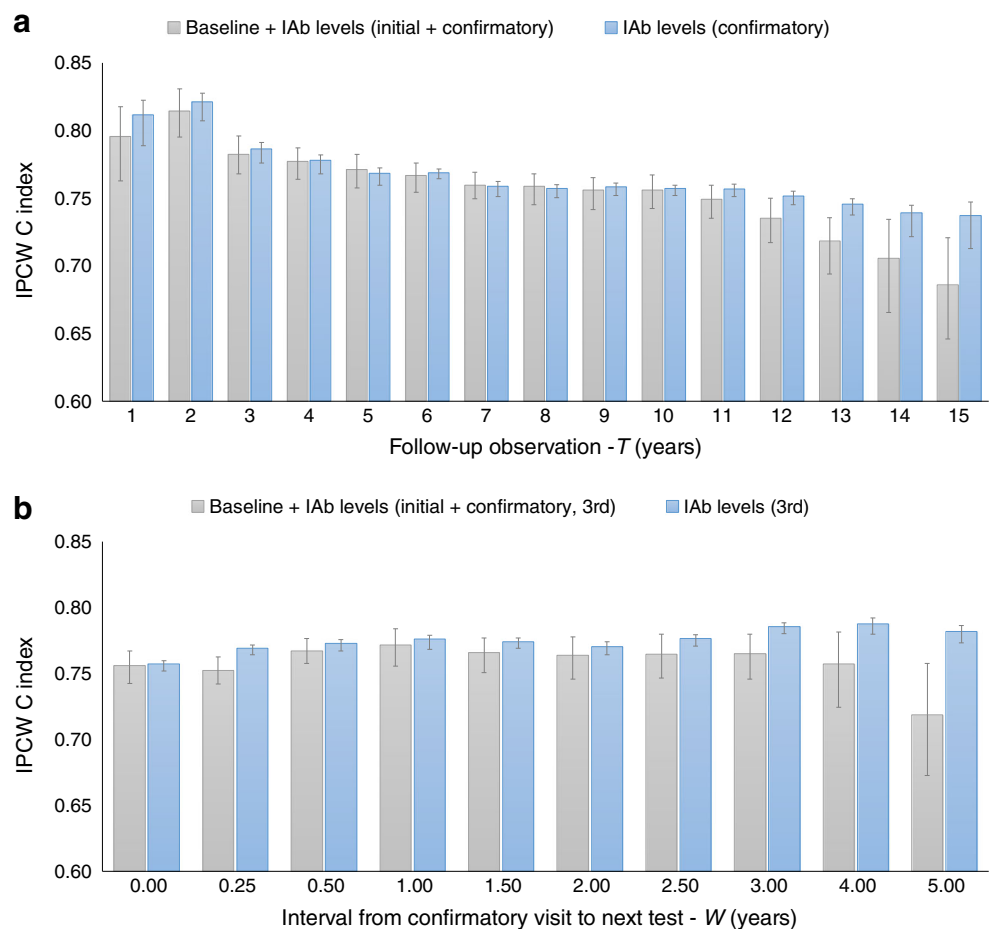 a
Baseline + IAb levels (initial + confirmatory) IAb levels (confirmatory)
IPCW C index
0.85
0.80
0.75
0.70
0.65
0.60
1 2 3 4 5 6 7 8 9 10 11 12 13 14 15
Follow-up observation -T (years)
b
Baseline + IAb levels (initial + confirmatory, 3rd) IAb levels (3rd)
IPCW C index
0.85
0.80
0.75
0.70
0.65
0.60
0.00 0.25 0.50 1.00 1.50 2.00 2.50 3.00 4.00 5.00
Interval from confirmatory visit to next test - W (years)